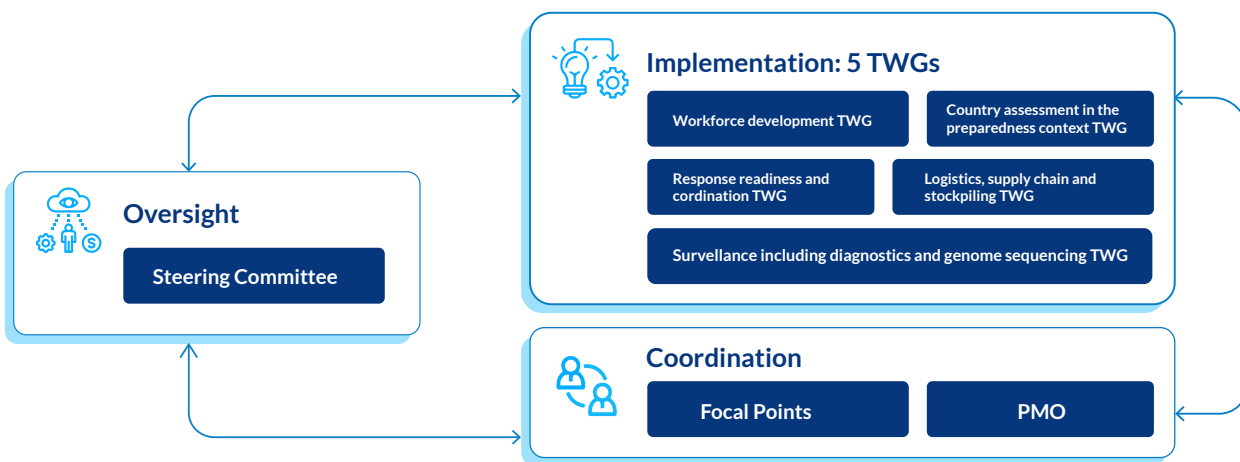 Implementation: 5 TWGs
Workforce development TWG
Country assessment in the
preparedness context TWG
Response readiness and
cordination TWG
Logistics, supply chain and
stockpiling TWG
Survellance including diagnostics and genome sequencing TWG
Oversight
Steering Committee
Coordination
Focal Points
PMO